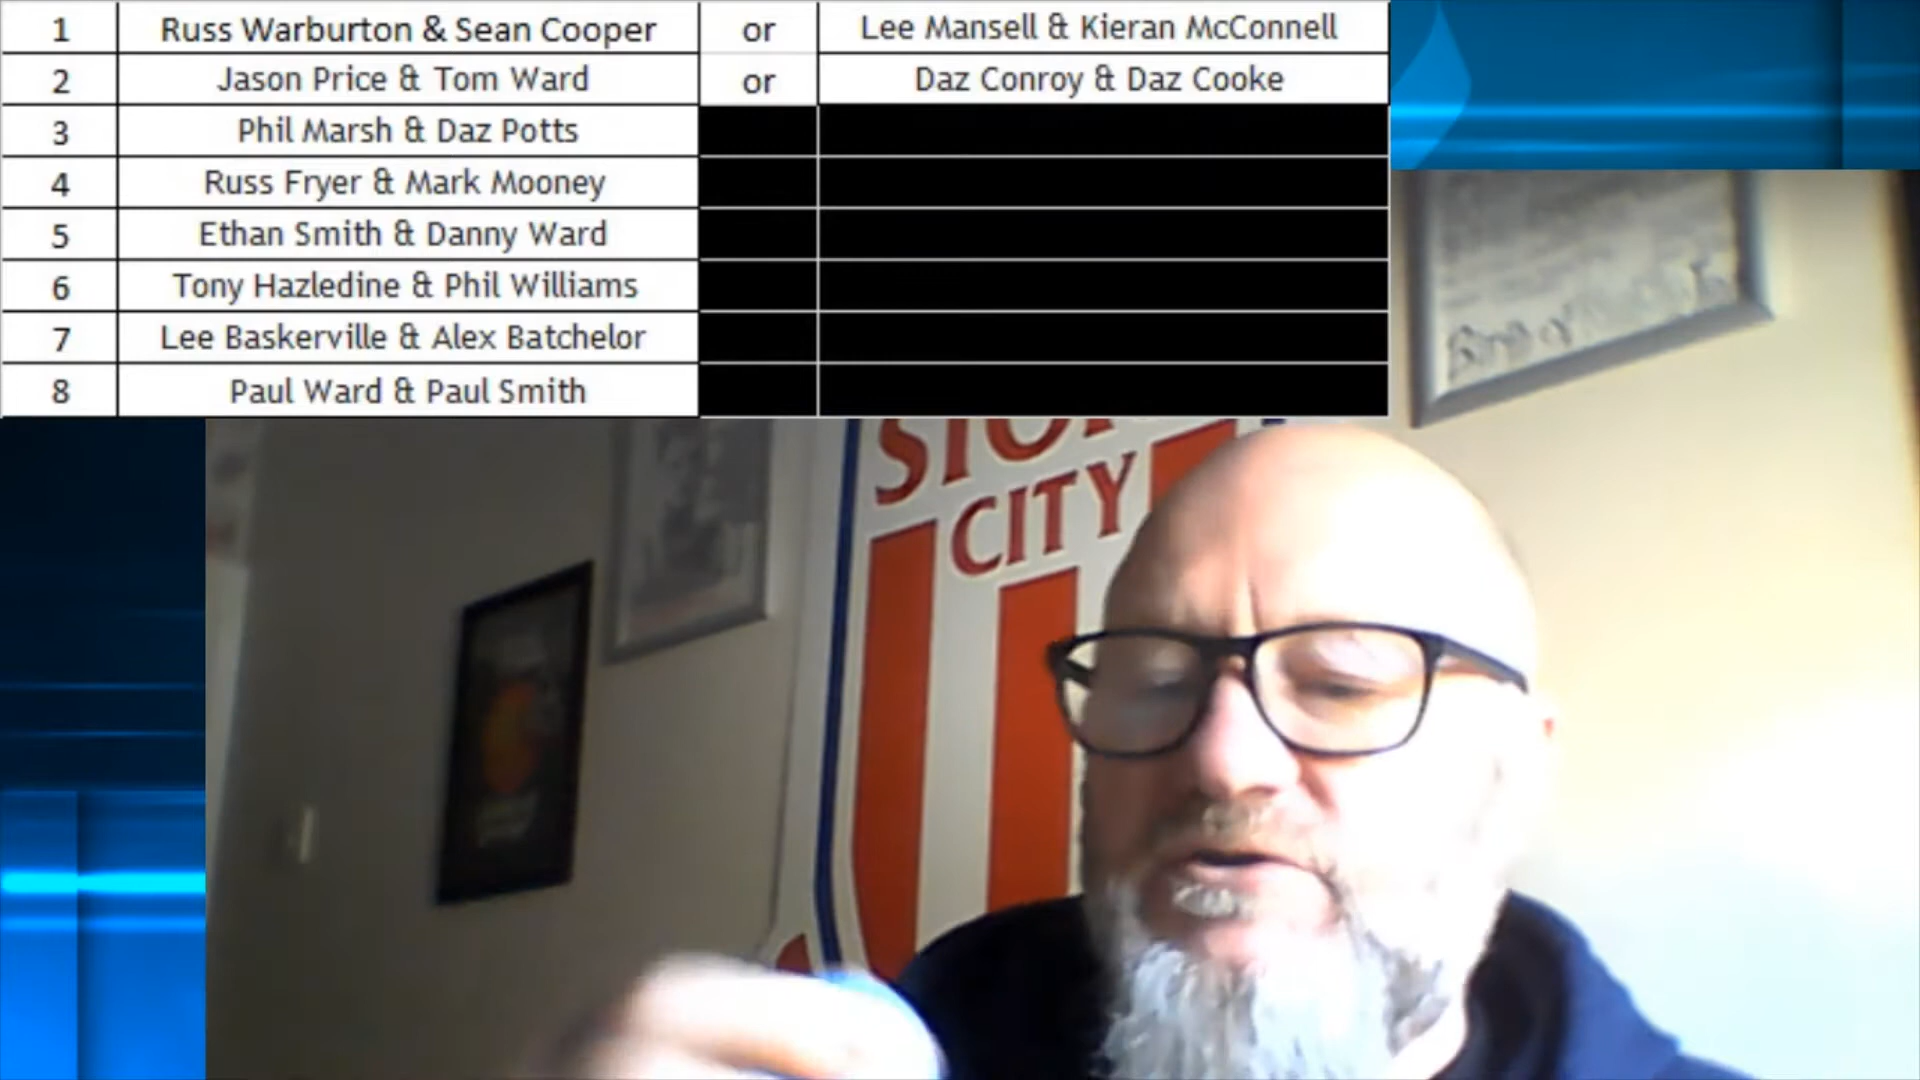 1 Russ Warburton & Sean Cooper or Lee Mansell & Kieran McConnell
2 Jason Price & Tom Ward or Daz Conroy & Daz Cooke
3 Phil Marsh & Daz Potts
4 Russ Fryer & Mark Mooney
5 Ethan Smith & Danny Ward
6 Tony Hazledine & Phil Williams
7 Lee Baskerville & Alex Batchelor
8 Paul Ward & Paul Smith
CITY